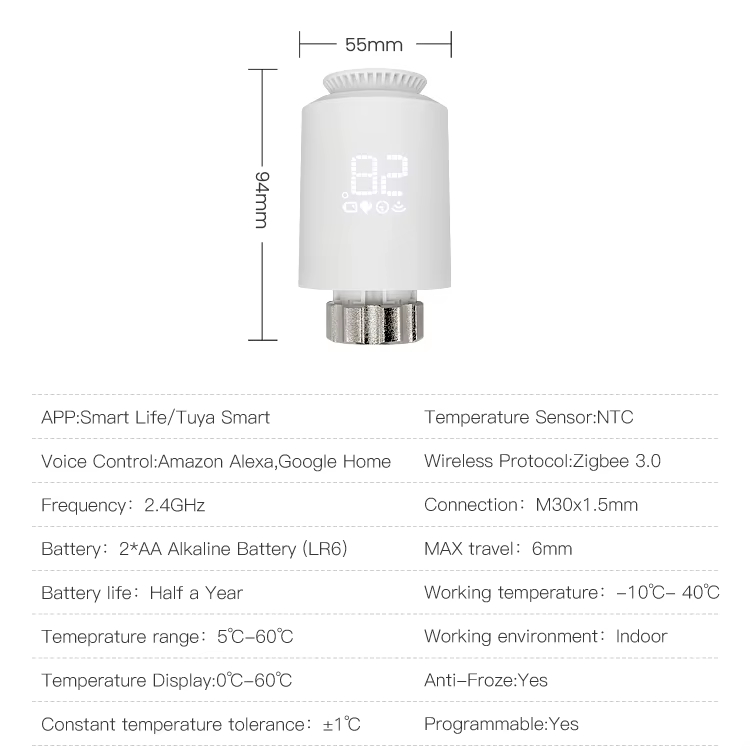 55mm
94mm
82
APP:Smart Life/Tuya Smart
Temperature Sensor:NTC
Voice Control:Amazon Alexa,Google Home
Wireless Protocol:Zigbee 3.0
Frequency: 2.4GHz
Connection: M30x1.5mm
Battery: 2*AA Alkaline Battery (LR6)
MAX travel: 6mm
Battery life: Half a Year
Working temperature: -10℃- 40℃
Temeprature range: 5℃-60℃
Working environment: Indoor
Temperature Display:0℃-60℃
Anti-Froze:Yes
Constant temperature tolerance: ±1℃
Programmable:Yes